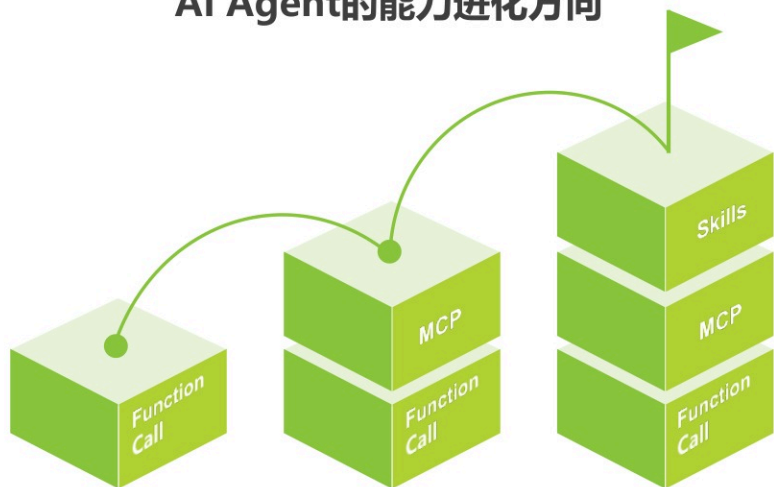 AI Agent的能力进化方向
Skills
MCP
MCP
Function
Call
Function
Call
Function
Call